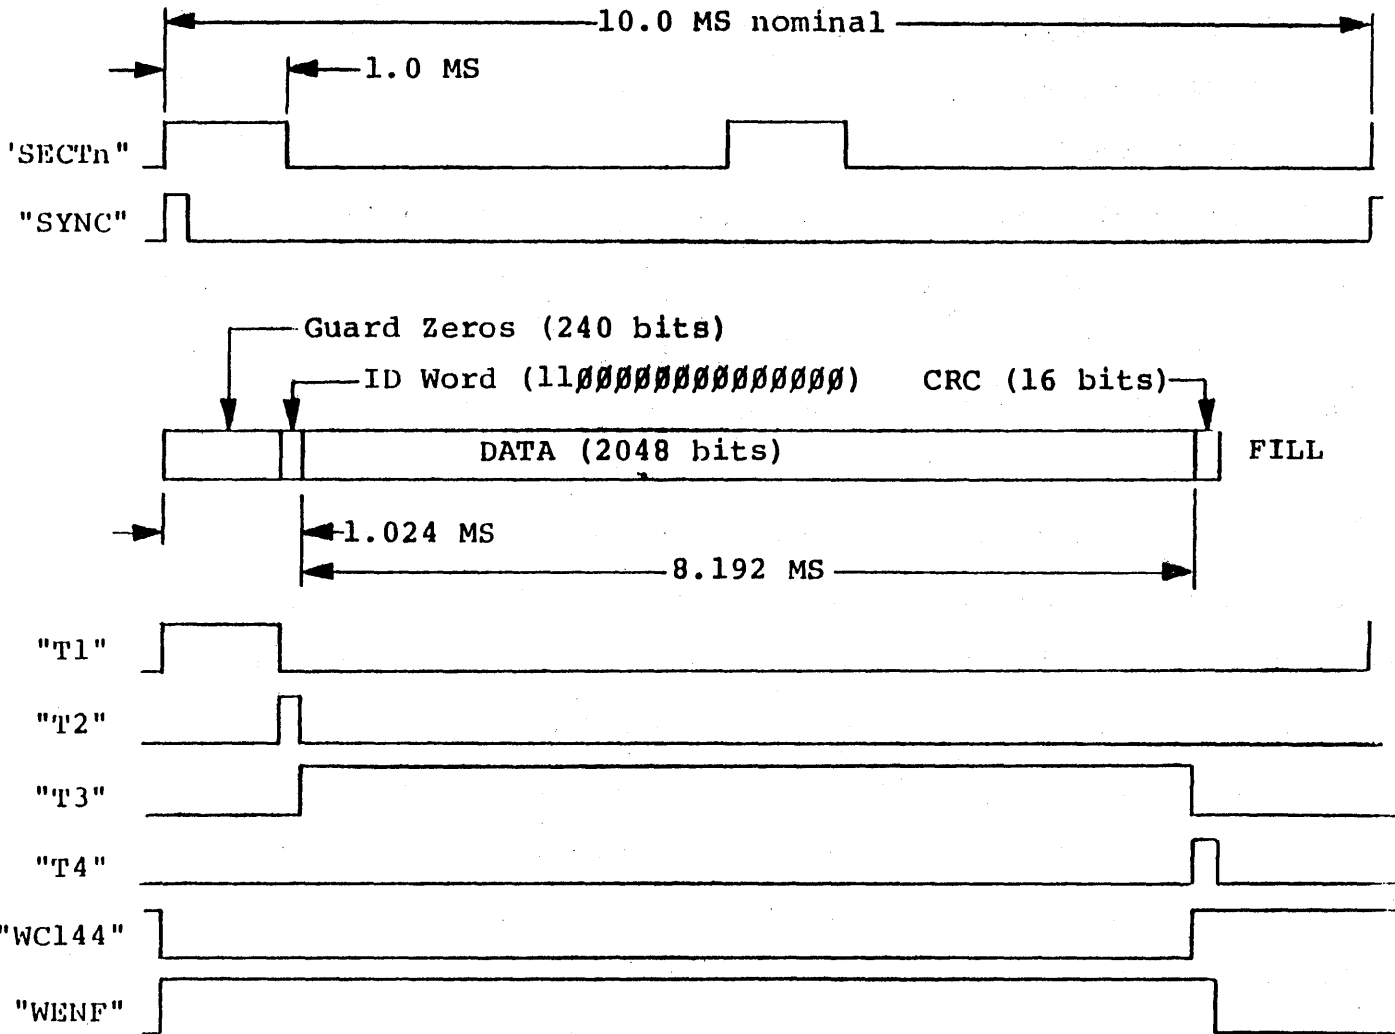 10.0 MS nominal
1.0 MS
'SECTn"
"SYNC"
Guard Zeros (240 bits)
ID Word (11ØØØØØØØØØØØØØØ) CRC (16 bits)
DATA (2048 bits) FILL
1.024 MS
8.192 MS
"T1"
"T2"
"T3"
"T4"
"WC144"
"WENF"